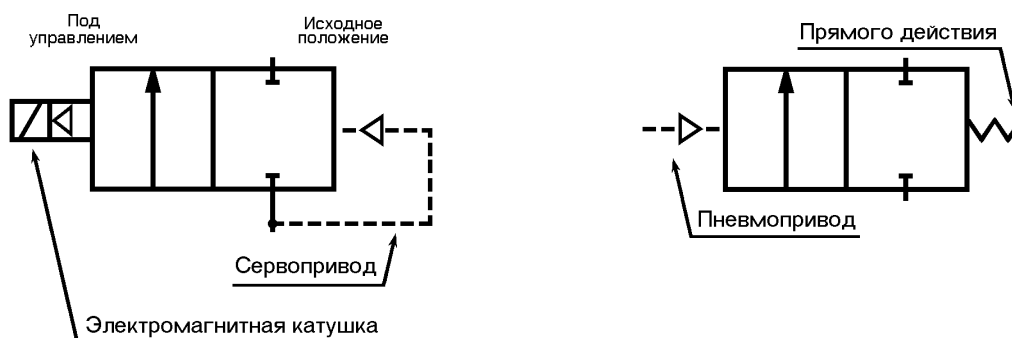 Под
управлением
Исходное
положение
Прямого действия
Пневмопривод
Сервопривод
Электромагнитная катушка